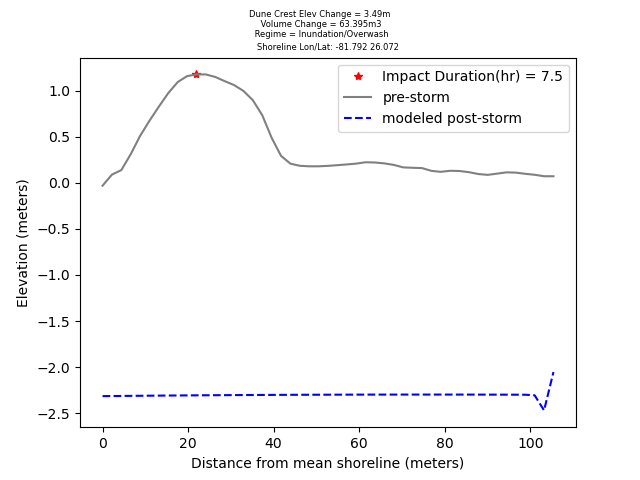 Dune Crest Elev Change = 3.49m
Volume Change = 63.395m3
Regime = Inundation/Overwash
Shoreline Lon/Lat: -81.792 26.072
Impact Duration(hr) = 7.5
pre-storm
modeled post-storm
1.0
0.5
0.0
−0.5
−1.0
−1.5
−2.0
−2.5
Elevation (meters)
0 20 40 60 80 100
Distance from mean shoreline (meters)